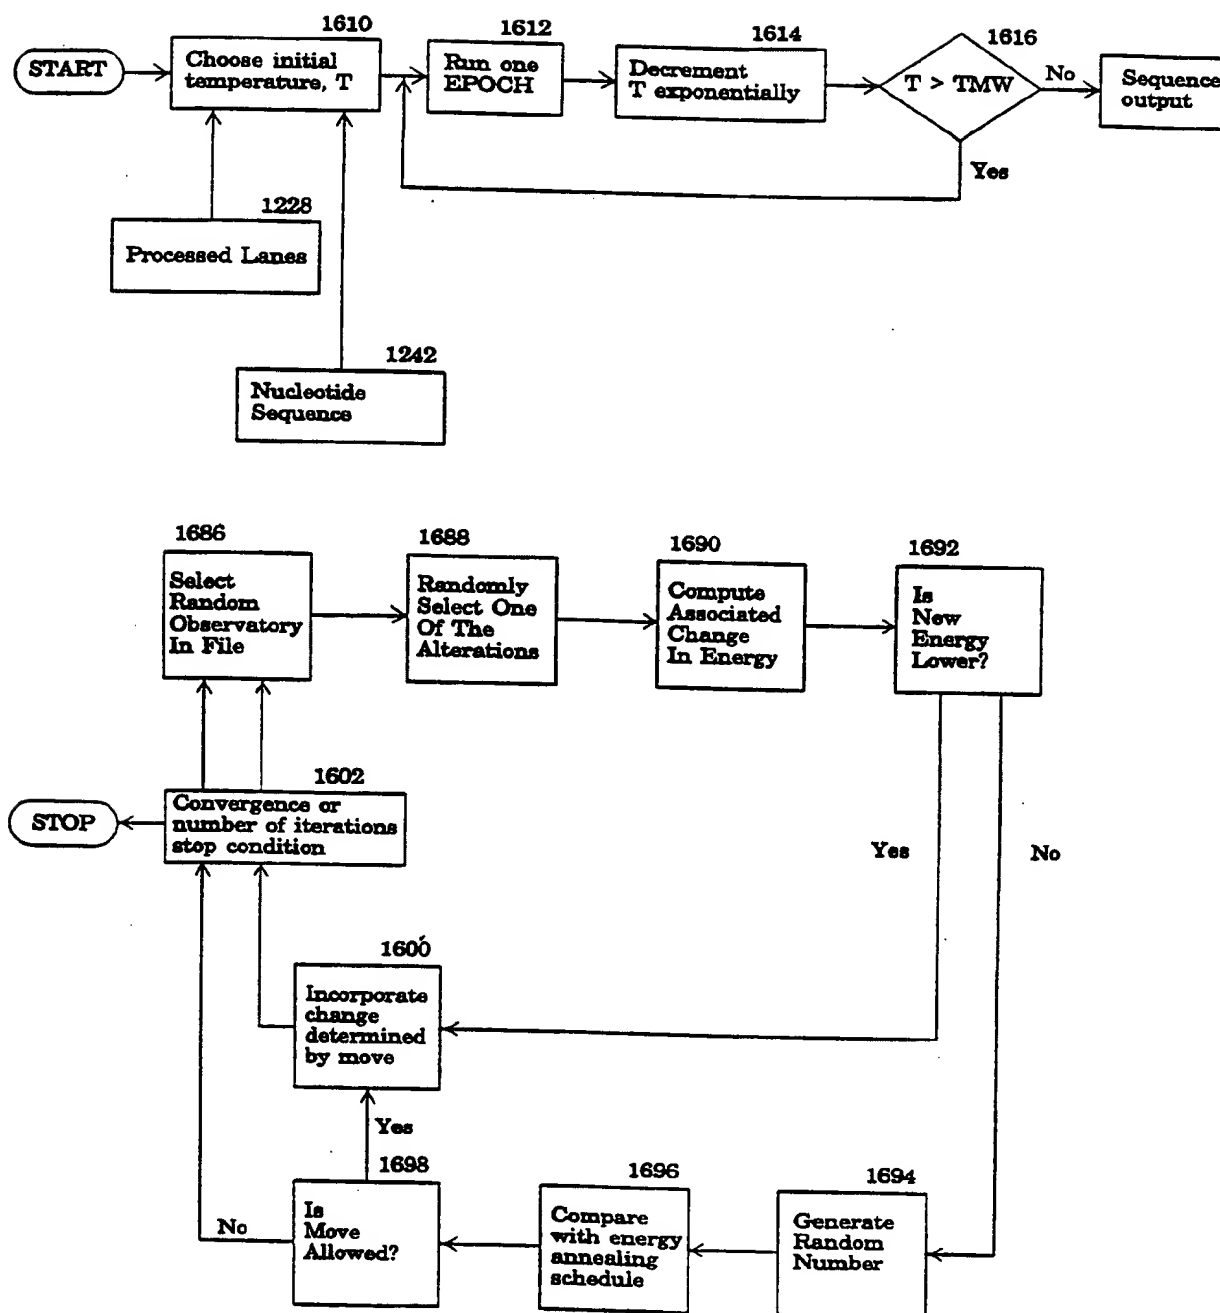 1610
START
Choose initial
temperature, T
1612
Run one
EPOCH
1614
Decrement
T exponentially
1616
T > TMW
No
Sequence
output
Yes
1228
Processed Lanes
1242
Nucleotide
Sequence
1686
Select
Random
Observatory
In File
1688
Randomly
Select One
Of The
Alterations
1690
Compute
Associated
Change
In Energy
1692
Is
New
Energy
Lower?
1602
Convergence or
number of iterations
stop condition
STOP
Yes
No
1600
Incorporate
change
determined
by move
Yes
1698
Is
Move
Allowed?
No
1696
Compare
with energy
annealing
schedule
1694
Generate
Random
Number